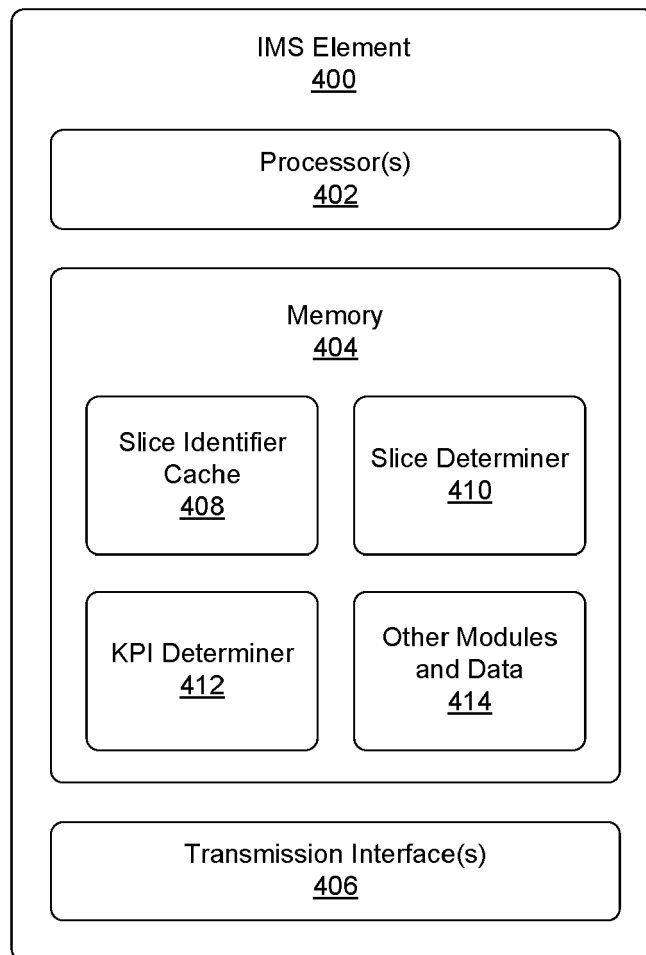 IMS Element
400
Processor(s)
402
Memory
404
Slice Identifier
Cache
408
Slice Determiner
410
KPI Determiner
412
Other Modules
and Data
414
Transmission Interface(s)
406